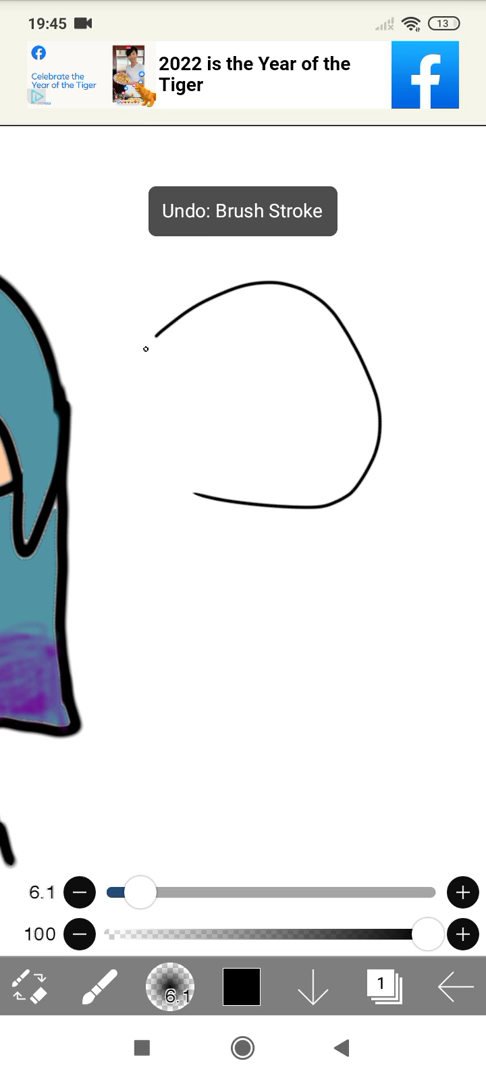 19:45
13
Celebrate the
Year of the Tiger
2022 is the Year of the
Tiger
Undo: Brush Stroke
6.1
100
6.1
1